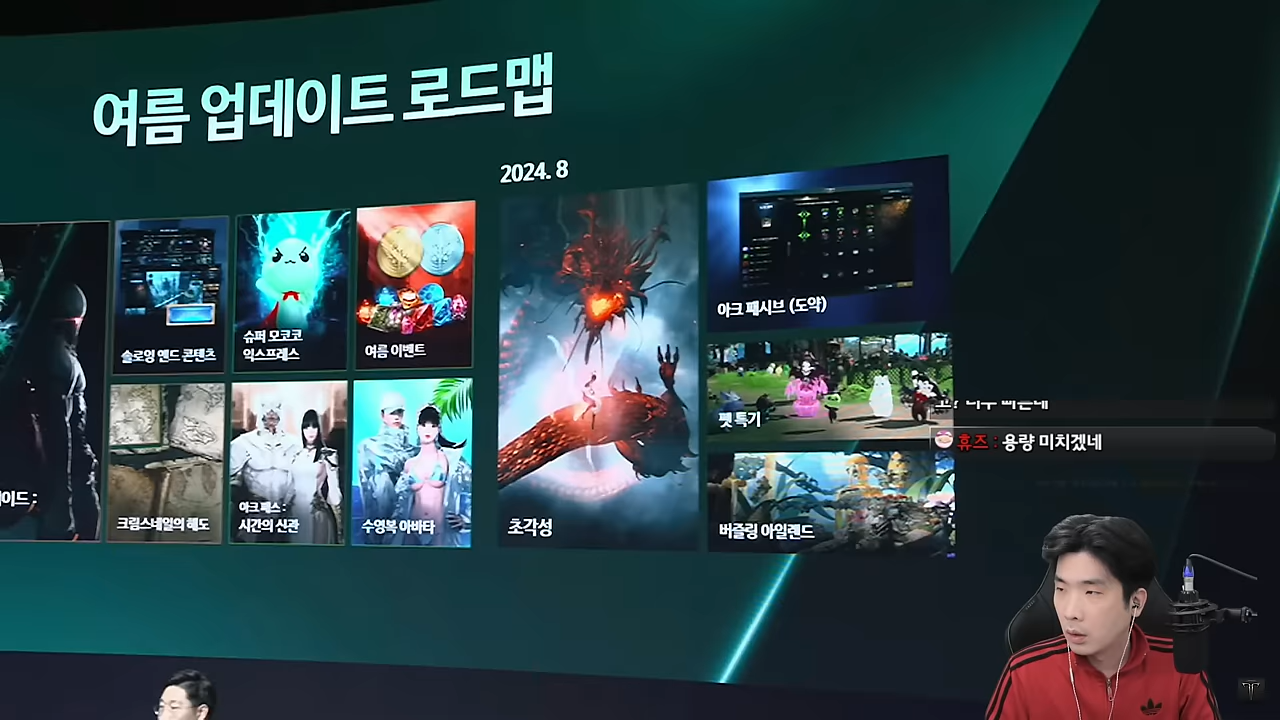 여름 업데이트 로드맵
2024. 8
슬로잉 엔드 콘텐츠
슈퍼 모코코
익스프레스
여름 이벤트
이드 ;
크림스네일의 해도
아크 패스 :
시간의 신관
수영복 아바타
초각성
아크 패시브 (도약)
펫 특기
버즐링 아일랜드
휴즈 : 용량 미치겠네